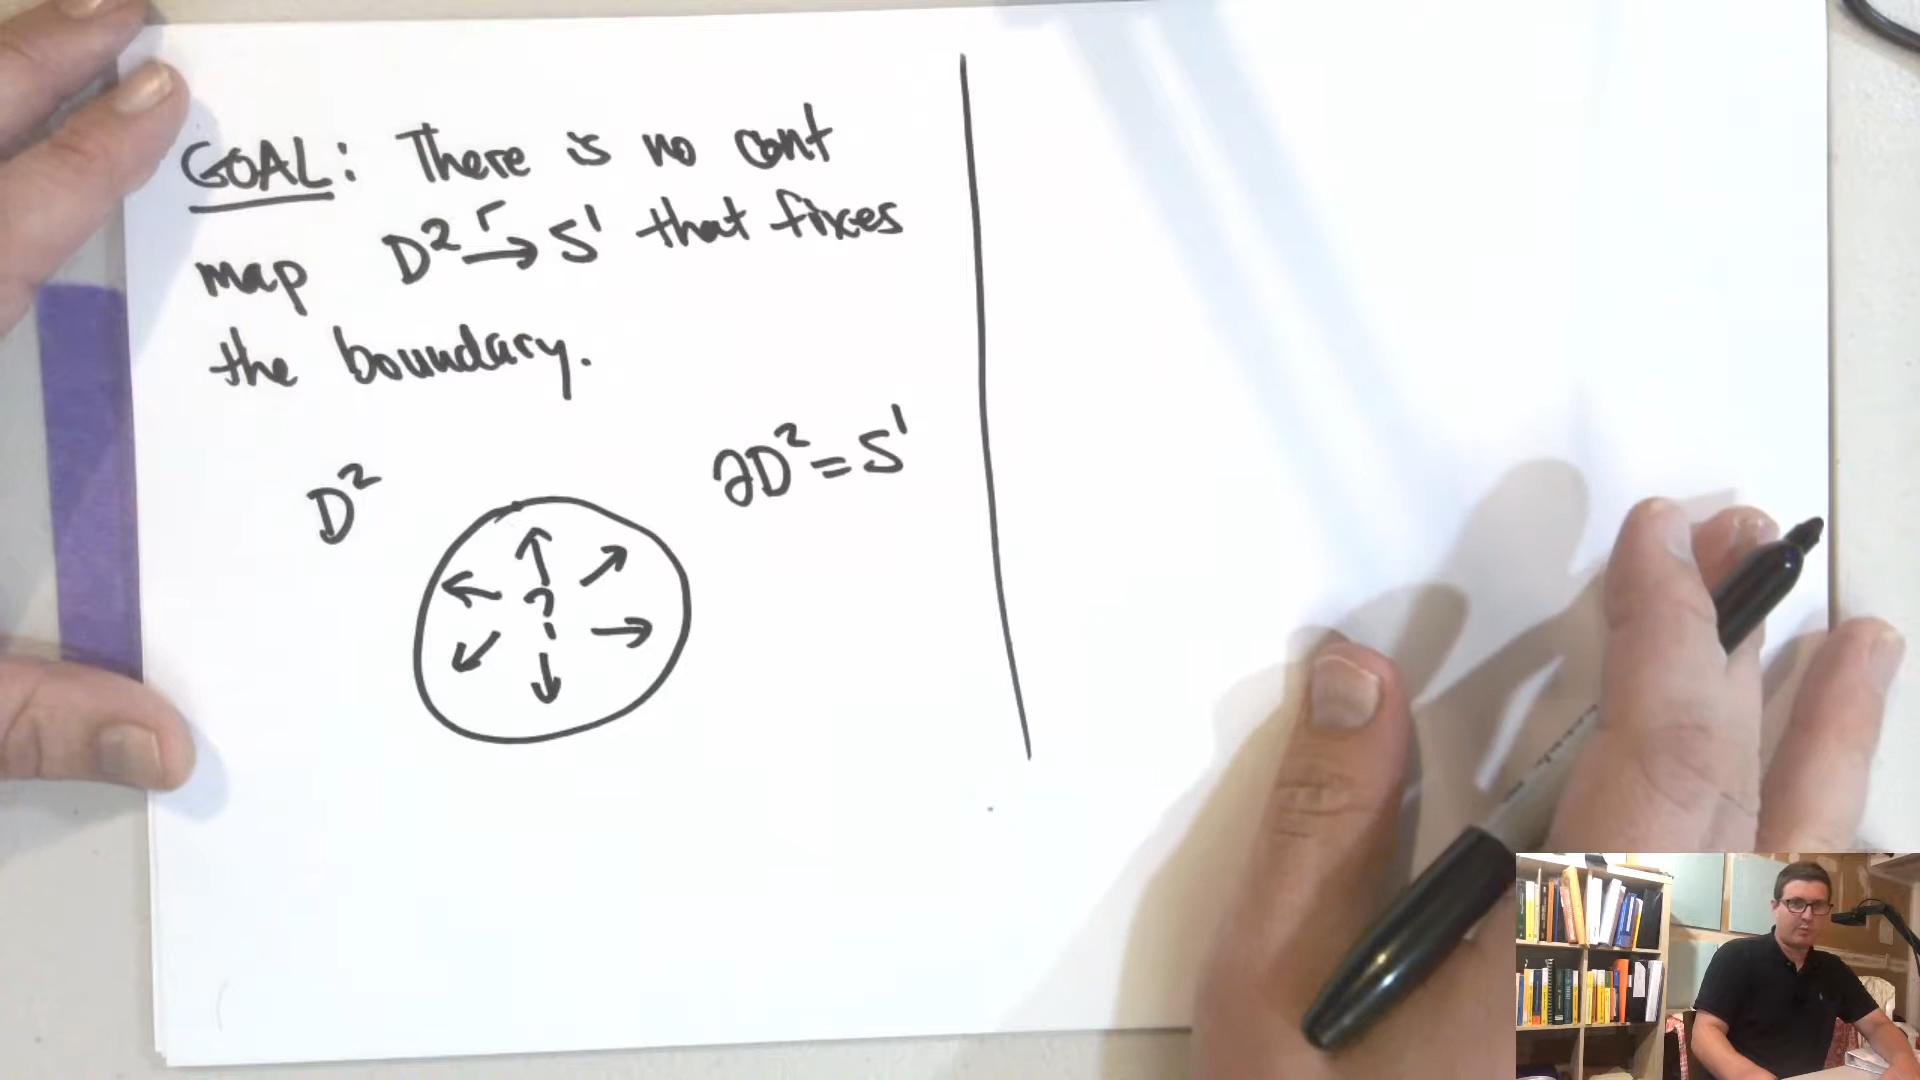 GOAL: There is no cont
map D² r→ S¹ that fixes
the boundary.
D² ∂D² = S¹
?